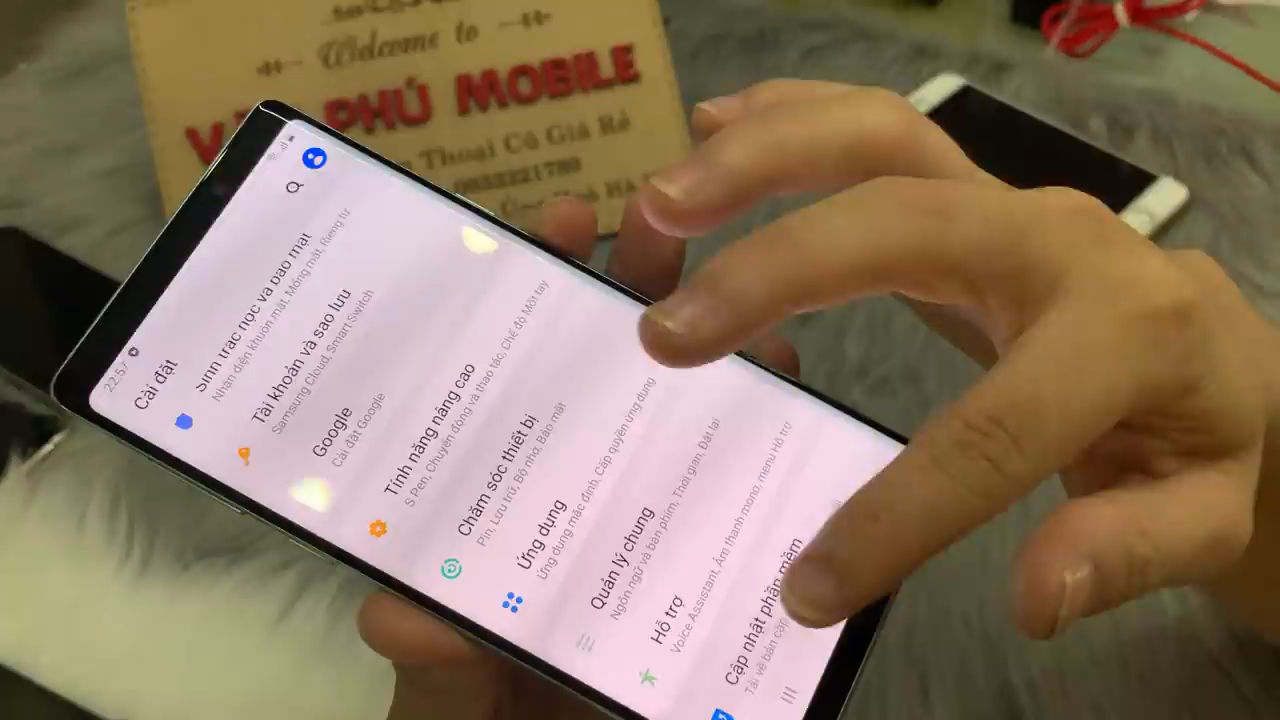 Welcome to
PHÚ MOBILE
Thoại Cũ Giá Rẻ
22:57
Cài đặt
Sinh trắc học và bảo mật
Nhận diện khuôn mặt, Mống mắt, Riêng tư
Tài khoản và sao lưu
Samsung Cloud, Smart Switch
Google
Cài đặt Google
Tính năng nâng cao
S Pen, Chuyển động và thao tác, Chế độ Một tay
Chăm sóc thiết bị
Pin, Lưu trữ, Bộ nhớ, Bảo mật
Ứng dụng
Ứng dụng mặc định, Cấp quyền ứng dụng
Quản lý chung
Ngôn ngữ và bàn phím, Thời gian, Đặt lại
Hỗ trợ
Voice Assistant, Âm thanh mono, menu Hỗ trợ
Cập nhật phần mềm
Tải về bản cập